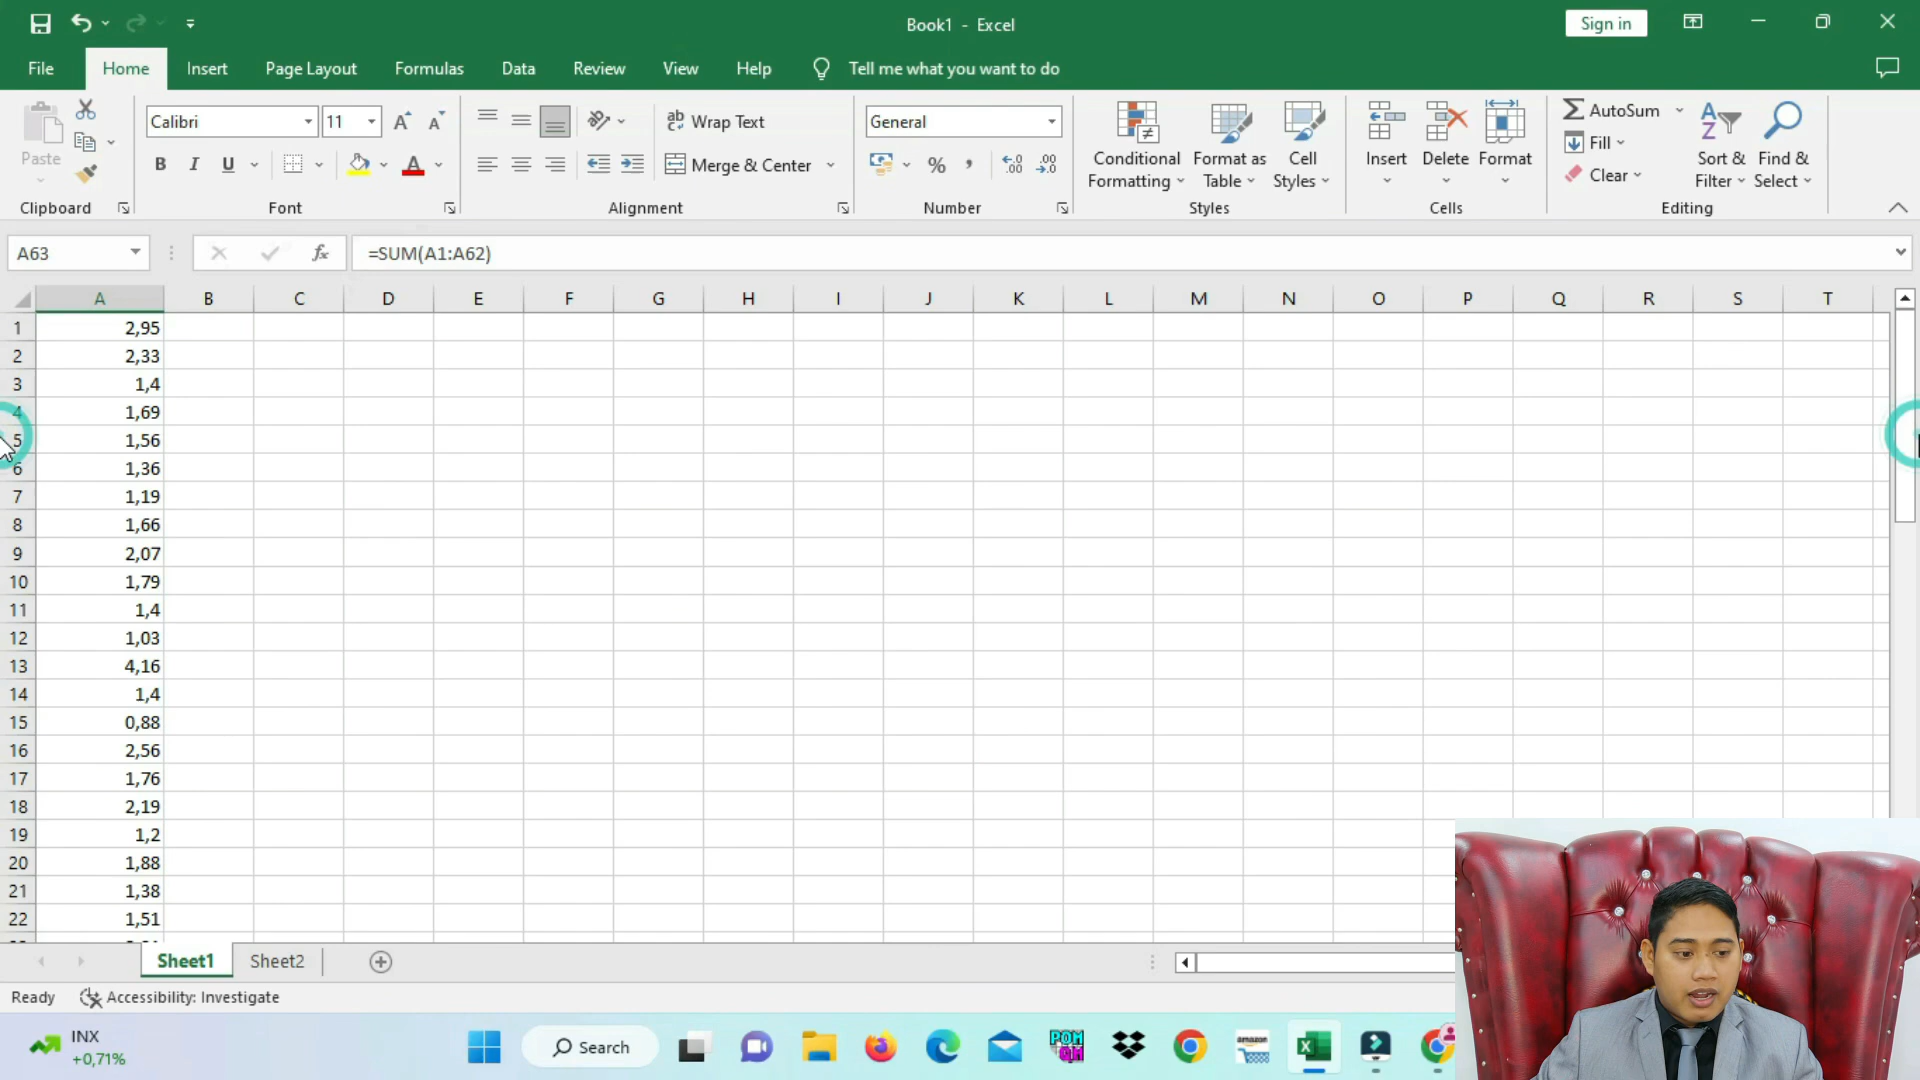 Book1 - Excel
Sign in
File Home Insert Page Layout Formulas Data Review View Help Tell me what you want to do
Paste
Clipboard
Calibri 11
B I U A
Font
ab Wrap Text
Merge & Center
Alignment
General
% ,
Number
Conditional Formatting
Format as Table
Cell Styles
Styles
Insert Delete Format
Cells
AutoSum
Fill
Clear
Sort & Filter
Find & Select
Editing
A63 fx =SUM(A1:A62)
A B C D E F G H I J K L M N O P Q R S T
1 2,95
2 2,33
3 1,4
4 1,69
5 1,56
6 1,36
7 1,19
8 1,66
9 2,07
10 1,79
11 1,4
12 1,03
13 4,16
14 1,4
15 0,88
16 2,56
17 1,76
18 2,19
19 1,2
20 1,88
21 1,38
22 1,51
Sheet1 Sheet2
Ready Accessibility: Investigate
INX
+0,71%
Search
POM
QM
amazon